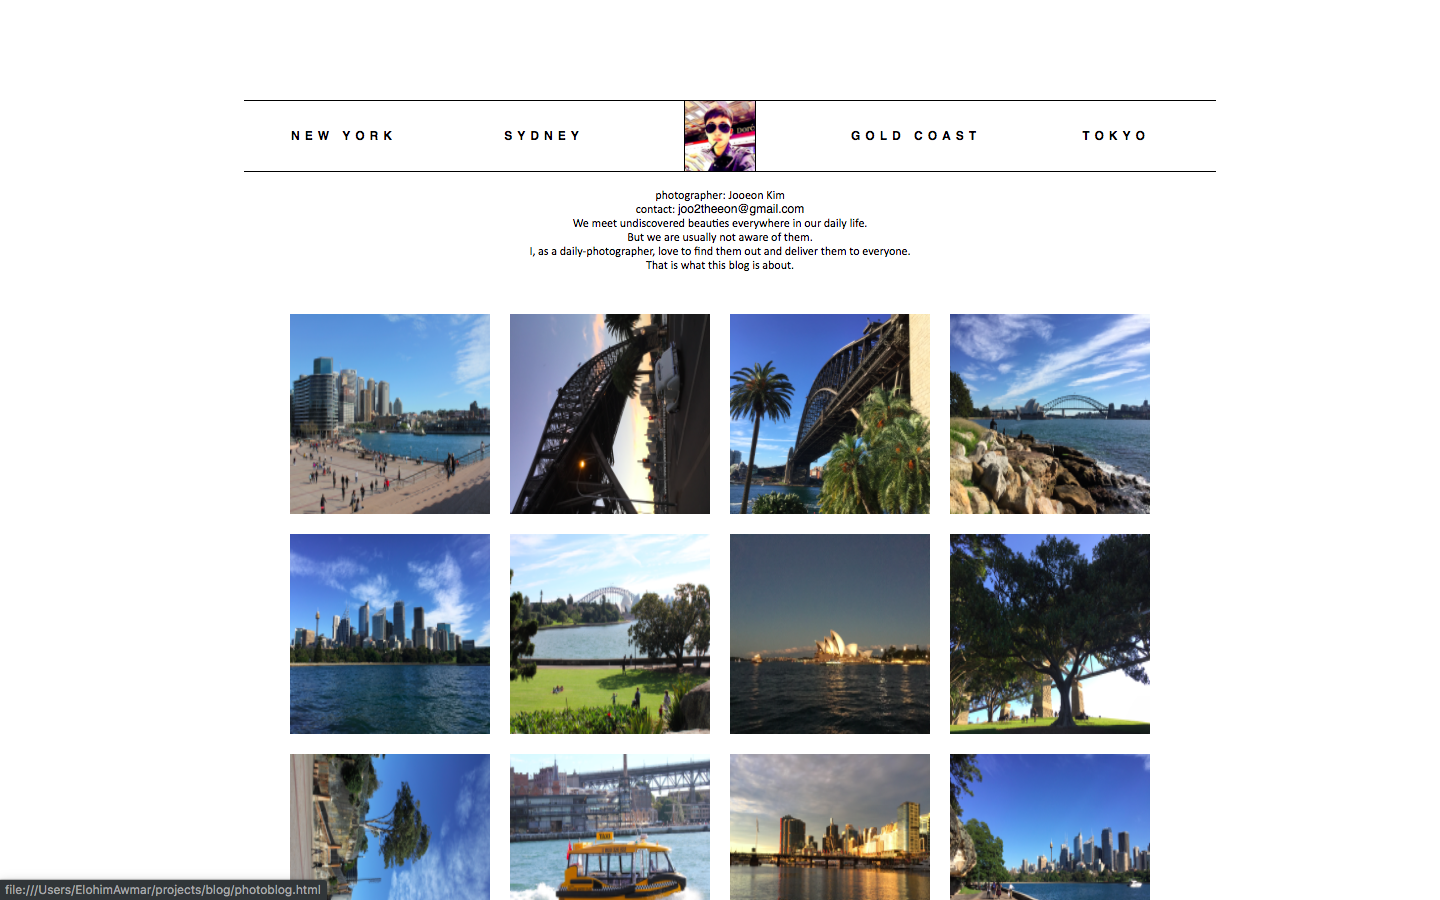 NEW YORK SYDNEY GOLD COAST TOKYO
photographer: Jooeon Kim
contact: joo2theeon@gmail.com
We meet undiscovered beauties everywhere in our daily life.
But we are usually not aware of them.
I, as a daily-photographer, love to find them out and deliver them to everyone.
That is what this blog is about.
TAXI
file:///Users/ElohimAwmar/projects/blog/photoblog.html